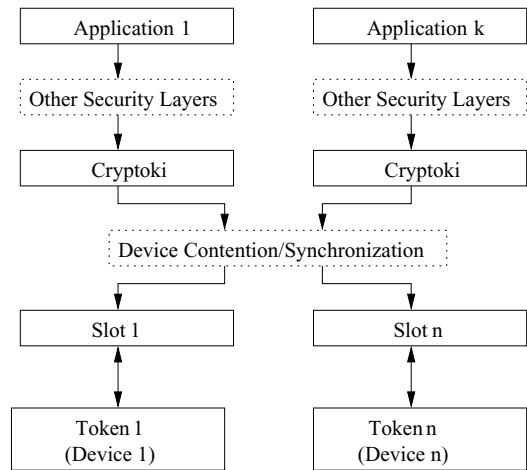 Application 1
Application k
Other Security Layers
Other Security Layers
Cryptoki
Cryptoki
Device Contention/Synchronization
Slot 1
Slot n
Token 1
(Device 1)
Token n
(Device n)